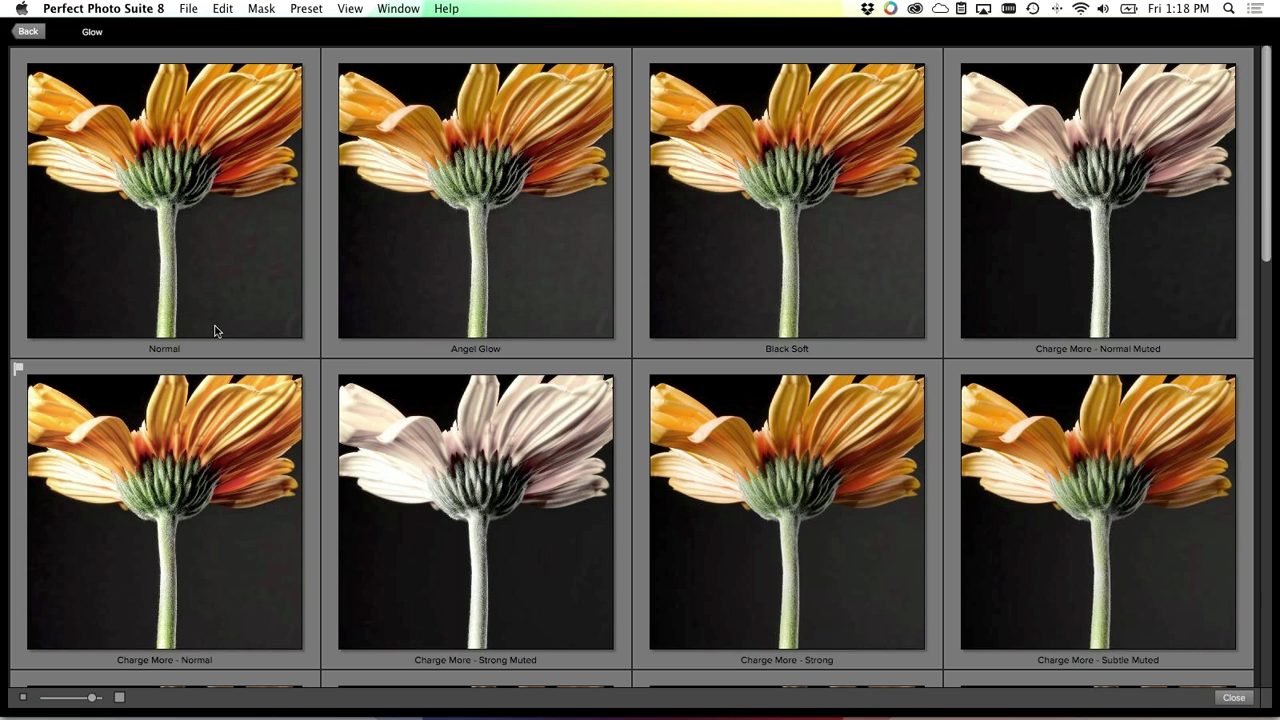 Perfect Photo Suite 8 File Edit Mask Preset View Window Help Fri 1:18 PM
Back Glow
Normal Angel Glow Black Soft Charge More - Normal Muted
Charge More - Normal Charge More - Strong Muted Charge More - Strong Charge More - Subtle Muted
Close